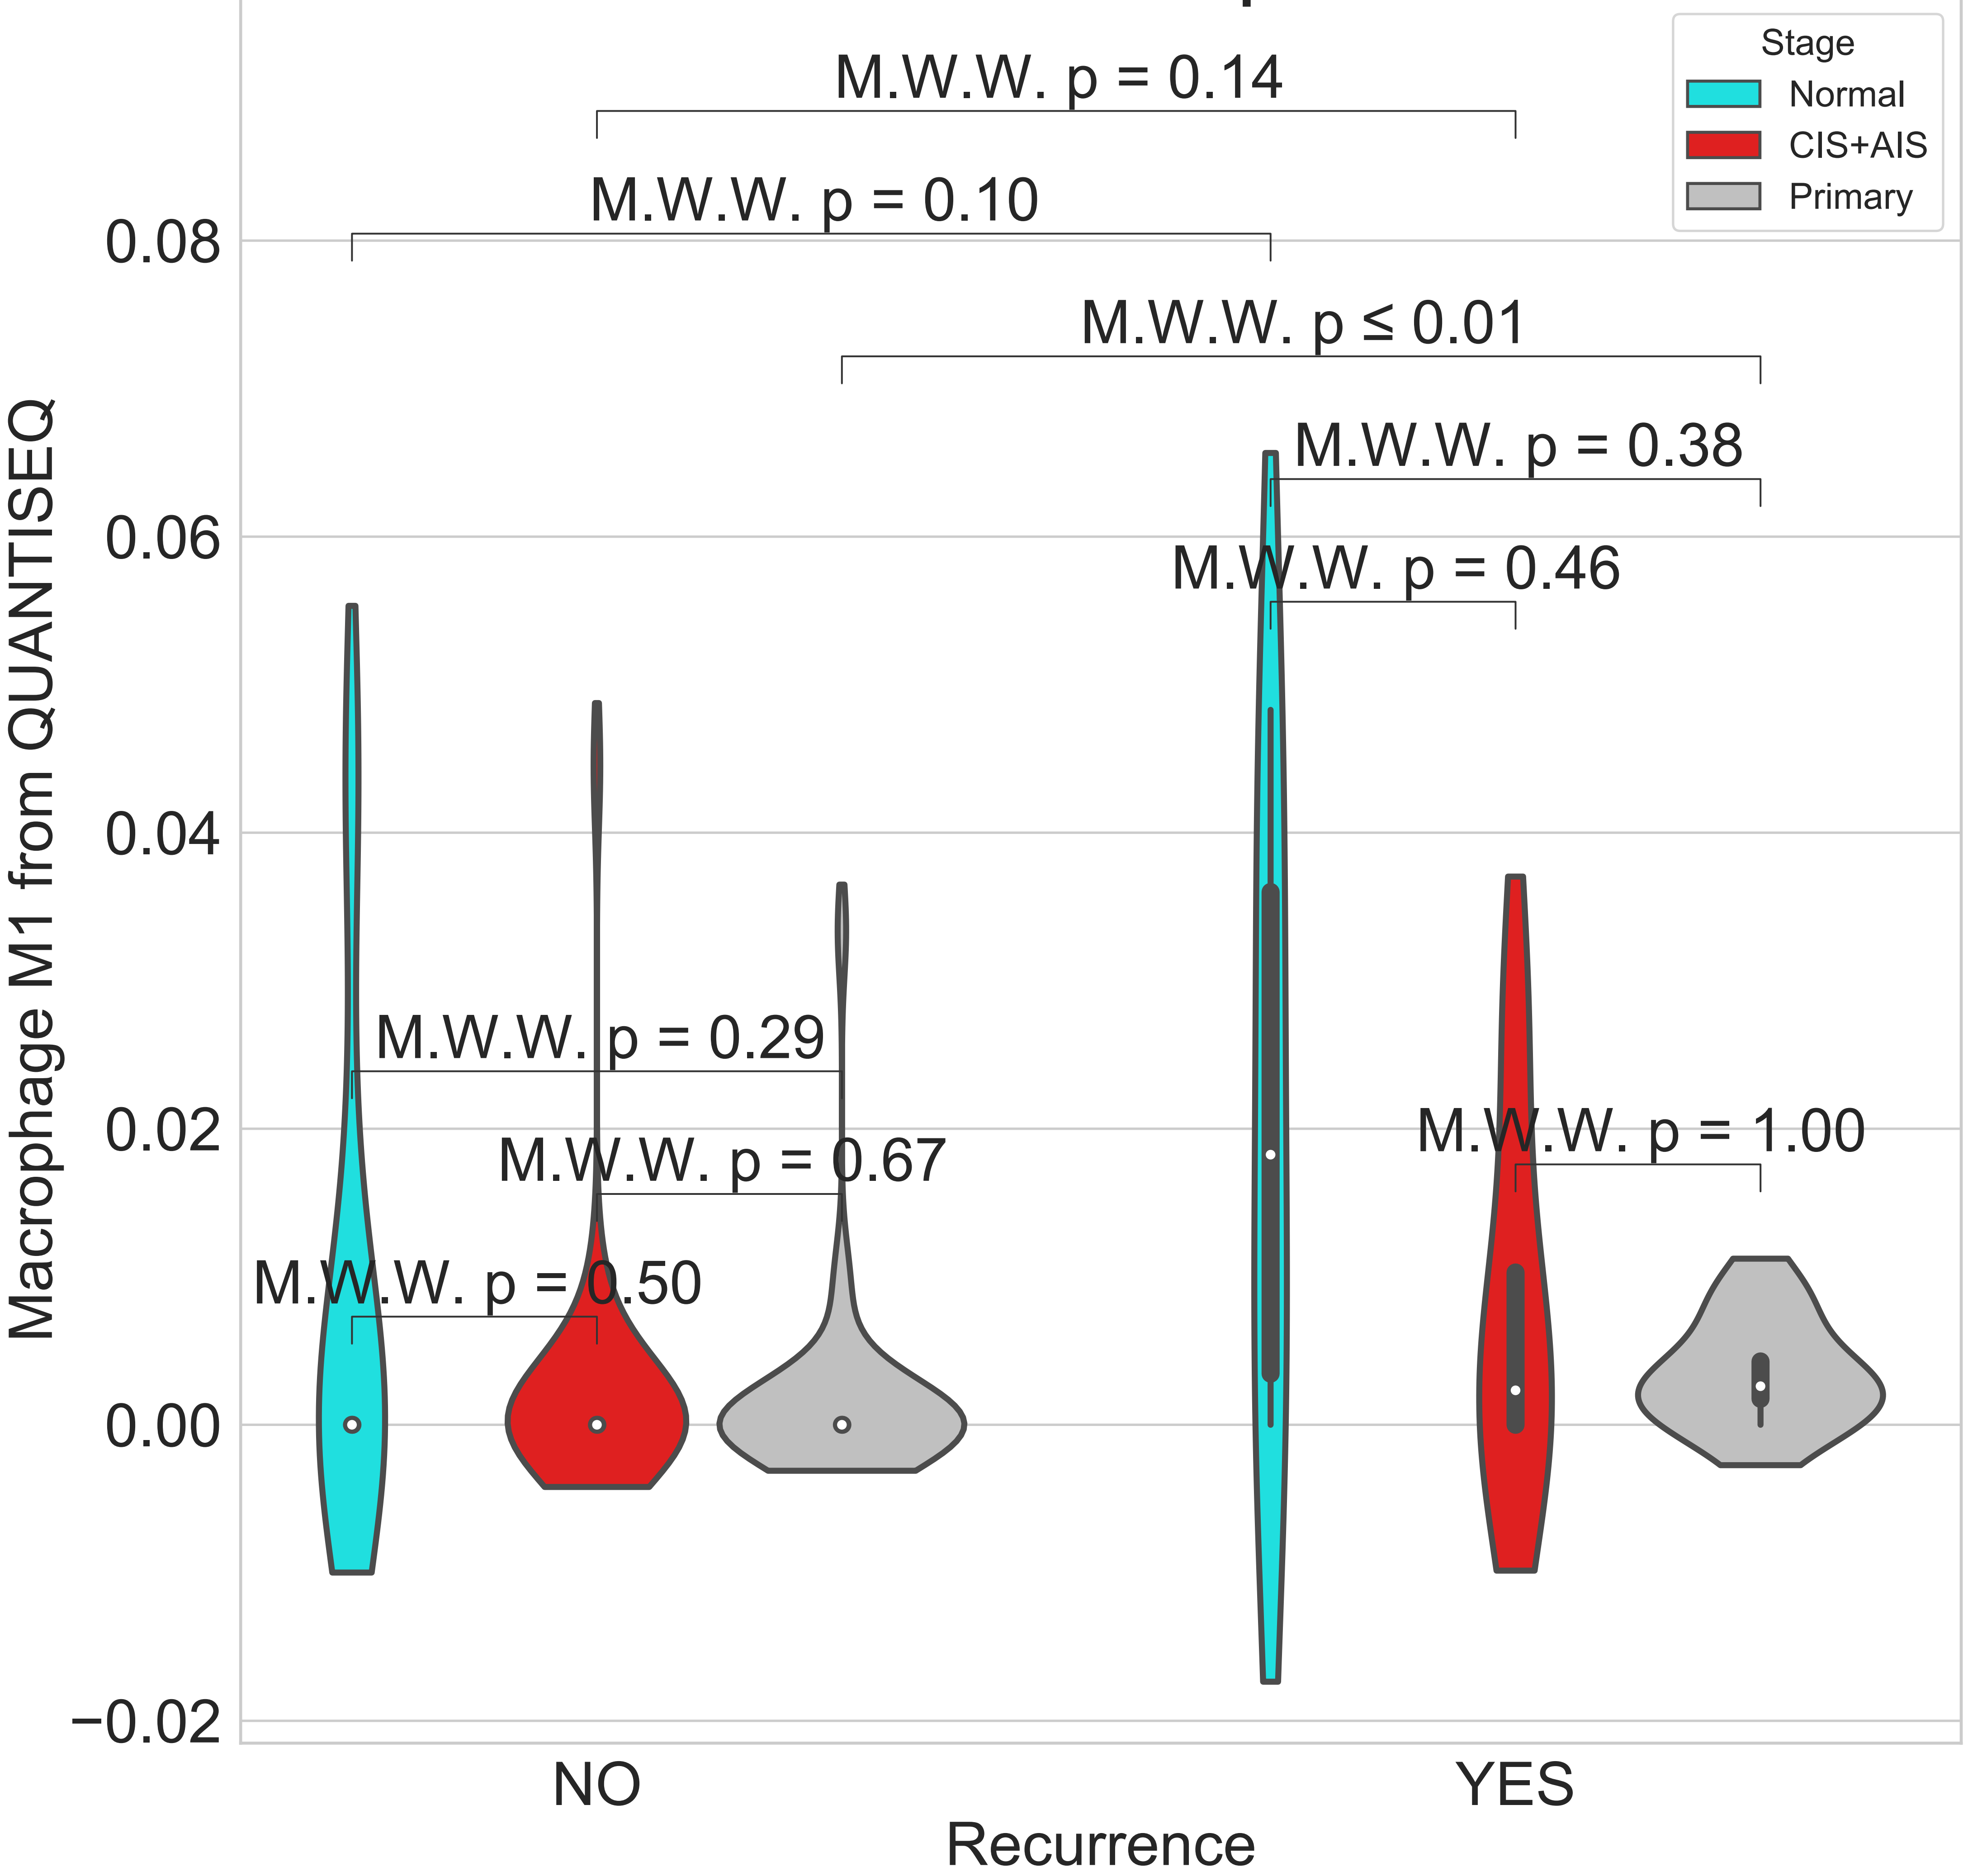 Stage
Normal
CIS+AIS
Primary
M.W.W. p = 0.14
M.W.W. p = 0.10
M.W.W. p ≤ 0.01
M.W.W. p = 0.38
M.W.W. p = 0.46
M.W.W. p = 0.29
M.W.W. p = 0.67
M.W.W. p = 1.00
M.W.W. p = 0.50
0.08
0.06
0.04
0.02
0.00
−0.02
Macrophage M1 from QUANTISEQ
NO
YES
Recurrence